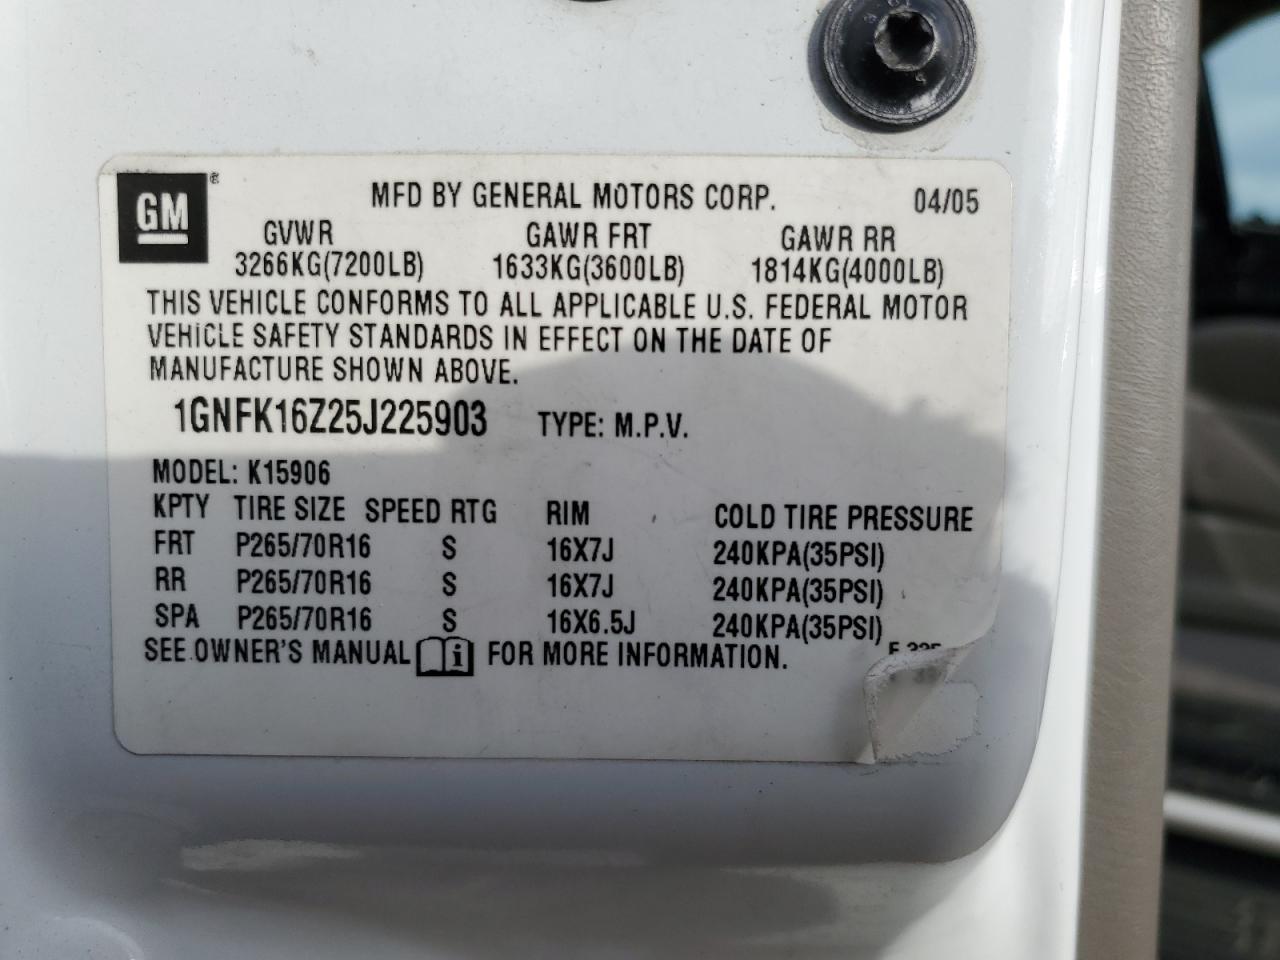 GM®
MFD BY GENERAL MOTORS CORP. 04/05
GVWR GAWR FRT GAWR RR
3266KG(7200LB) 1633KG(3600LB) 1814KG(4000LB)
THIS VEHICLE CONFORMS TO ALL APPLICABLE U.S. FEDERAL MOTOR
VEHICLE SAFETY STANDARDS IN EFFECT ON THE DATE OF
MANUFACTURE SHOWN ABOVE.
1GNFK16Z25J225903 TYPE: M.P.V.
MODEL: K15906
KPTY TIRE SIZE SPEED RTG RIM COLD TIRE PRESSURE
FRT P265/70R16 S 16X7J 240KPA(35PSI)
RR P265/70R16 S 16X7J 240KPA(35PSI)
SPA P265/70R16 S 16X6.5J 240KPA(35PSI)
SEE OWNER'S MANUAL i FOR MORE INFORMATION.